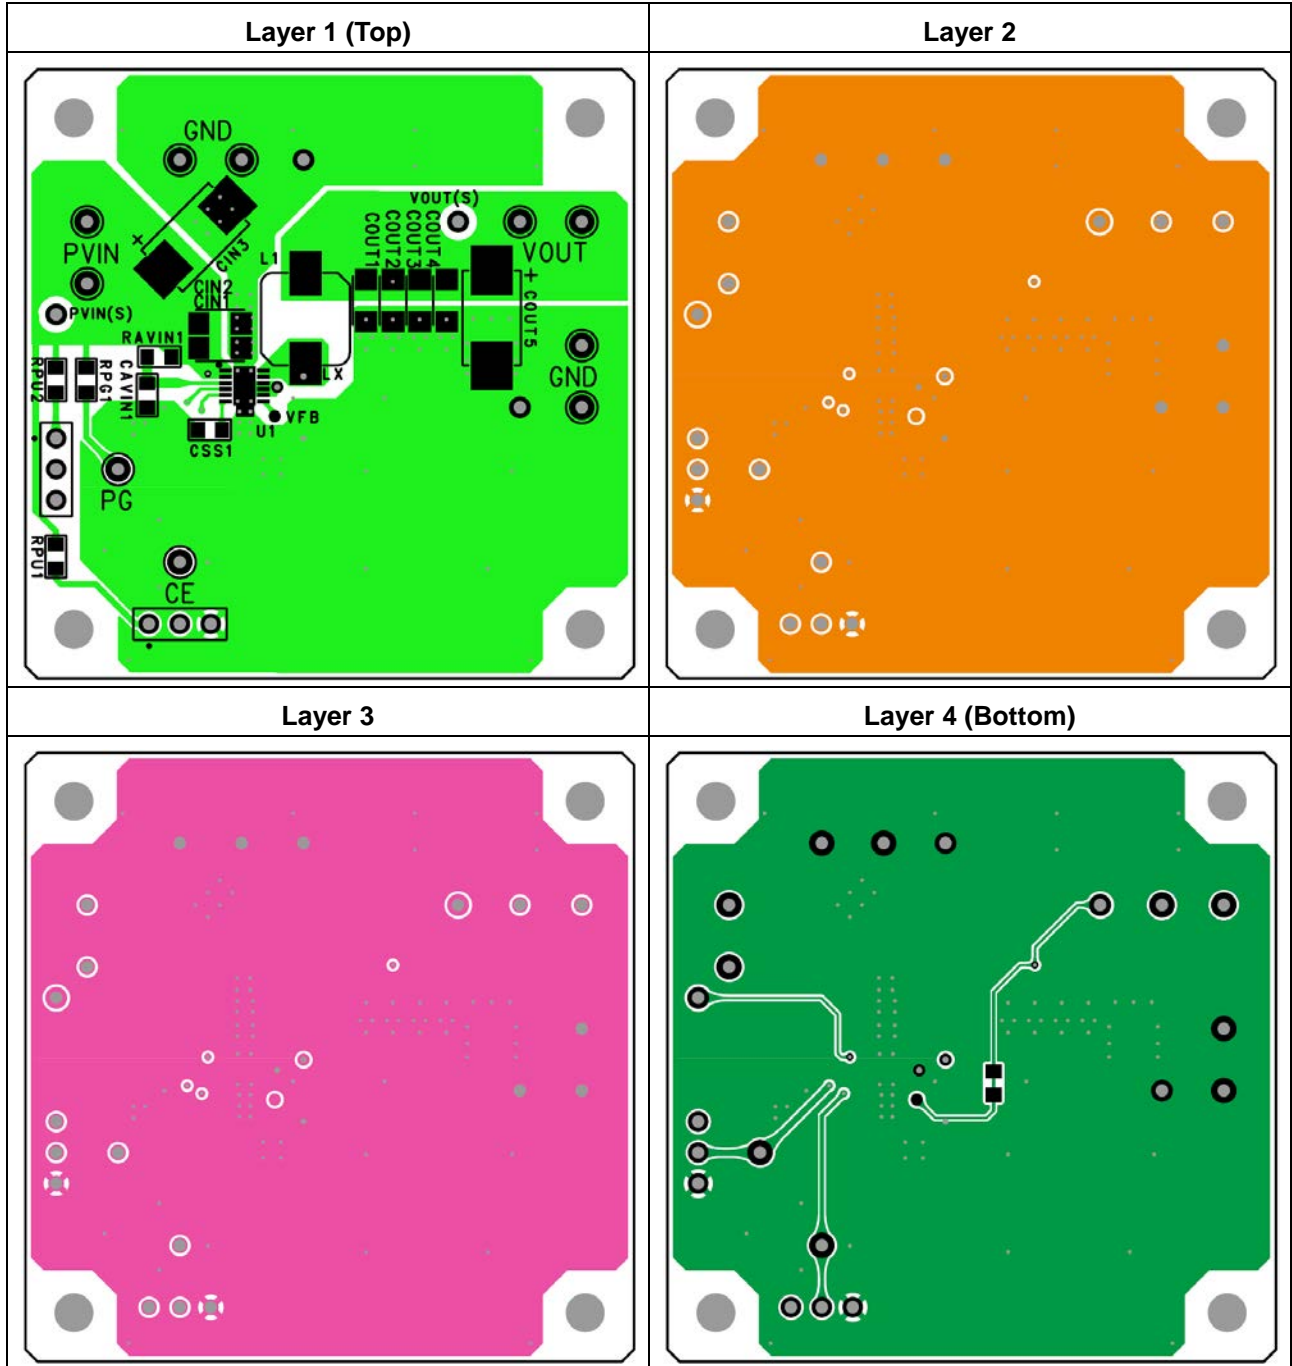 Layer 1 (Top)
Layer 2
GND
VOUT(S)
PVIN
+
CIN3
L1
COUT1
COUT2
COUT3
COUT4
VOUT
PVIN(S)
CIN2
CIN1
+
COUT5
RAVIN1
RPU2
RPG1
CAVIN1
LX
GND
VFB
U1
CSS1
PG
RPU1
CE
Layer 3
Layer 4 (Bottom)